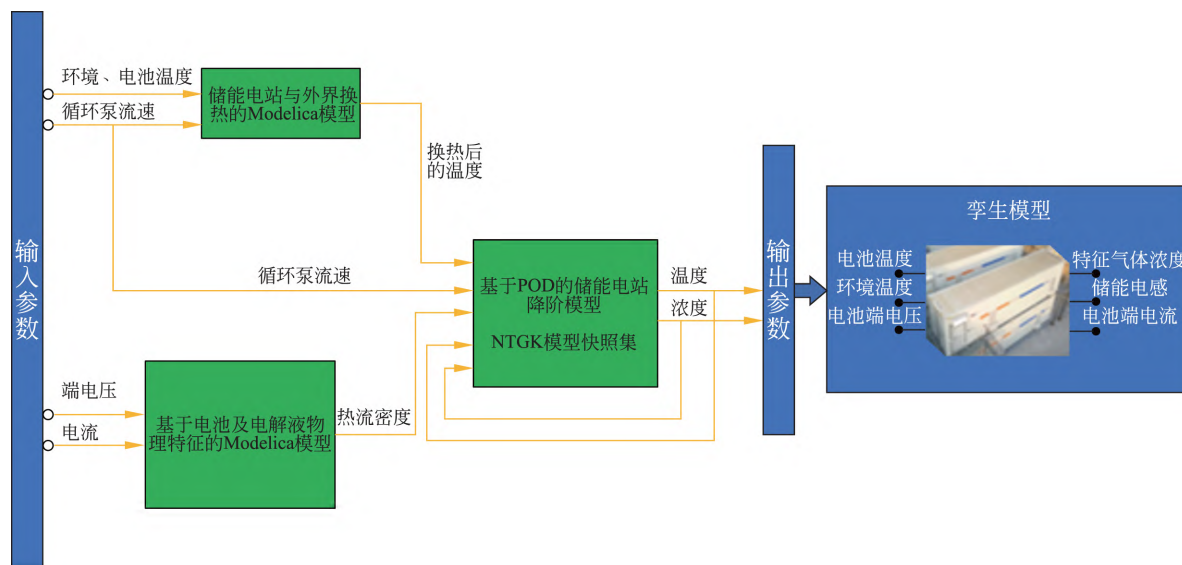 输入参数
环境、电池温度
循环泵流速
储能电站与外界换
热的Modelica模型
换热后
的温度
循环泵流速
基于POD的储能电站
降阶模型
NTGK模型快照集
温度
浓度
端电压
电流
基于电池及电解液物
理特征的Modelica模型
热流密度
输出参数
孪生模型
电池温度
环境温度
电池端电压
特征气体浓度
储能电感
电池端电流